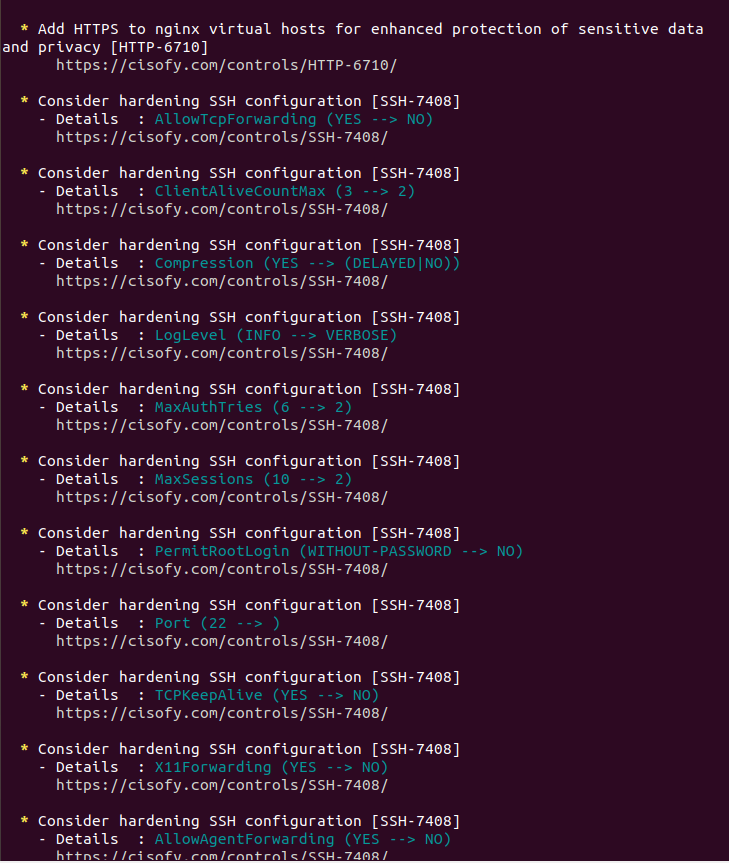 * Add HTTPS to nginx virtual hosts for enhanced protection of sensitive data
and privacy [HTTP-6710]
https://cisofy.com/controls/HTTP-6710/
* Consider hardening SSH configuration [SSH-7408]
- Details  : AllowTcpForwarding (YES --> NO)
https://cisofy.com/controls/SSH-7408/
* Consider hardening SSH configuration [SSH-7408]
- Details  : ClientAliveCountMax (3 --> 2)
https://cisofy.com/controls/SSH-7408/
* Consider hardening SSH configuration [SSH-7408]
- Details  : Compression (YES --> (DELAYED|NO))
https://cisofy.com/controls/SSH-7408/
* Consider hardening SSH configuration [SSH-7408]
- Details  : LogLevel (INFO --> VERBOSE)
https://cisofy.com/controls/SSH-7408/
* Consider hardening SSH configuration [SSH-7408]
- Details  : MaxAuthTries (6 --> 2)
https://cisofy.com/controls/SSH-7408/
* Consider hardening SSH configuration [SSH-7408]
- Details  : MaxSessions (10 --> 2)
https://cisofy.com/controls/SSH-7408/
* Consider hardening SSH configuration [SSH-7408]
- Details  : PermitRootLogin (WITHOUT-PASSWORD --> NO)
https://cisofy.com/controls/SSH-7408/
* Consider hardening SSH configuration [SSH-7408]
- Details  : Port (22 --> )
https://cisofy.com/controls/SSH-7408/
* Consider hardening SSH configuration [SSH-7408]
- Details  : TCPKeepAlive (YES --> NO)
https://cisofy.com/controls/SSH-7408/
* Consider hardening SSH configuration [SSH-7408]
- Details  : X11Forwarding (YES --> NO)
https://cisofy.com/controls/SSH-7408/
* Consider hardening SSH configuration [SSH-7408]
- Details  : AllowAgentForwarding (YES --> NO)
https://cisofy.com/controls/SSH-7408/